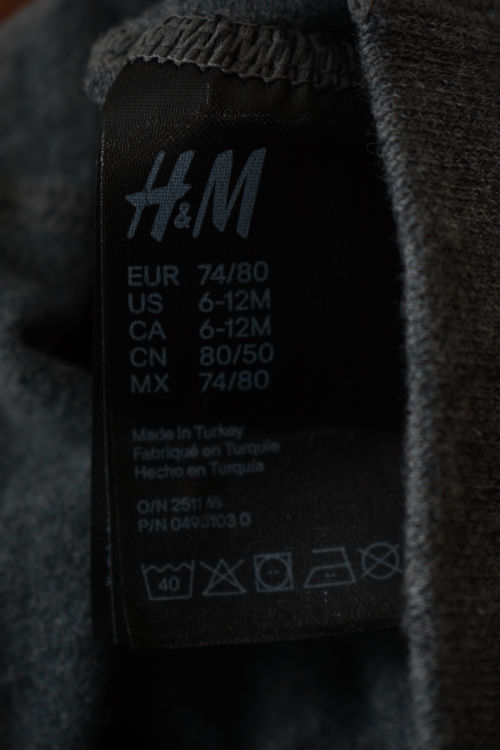 H&M
EUR 74/80
US 6-12M
CA 6-12M
CN 80/50
MX 74/80
Made in Turkey
Fabriqué en Turquie
Hecho en Turquia
O/N
P/N
40